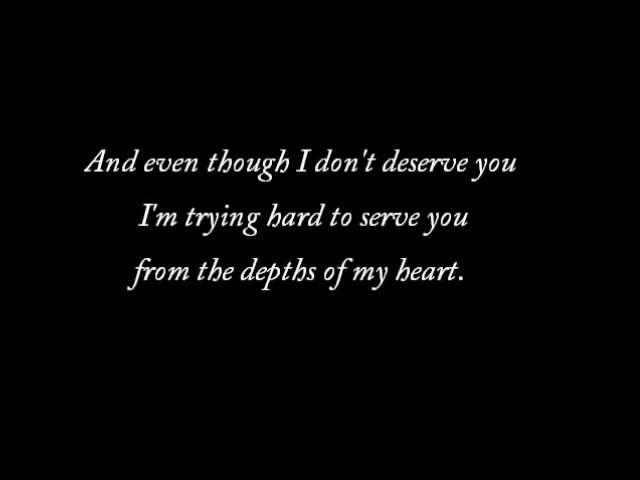 And even though I don't deserve you
I'm trying hard to serve you
from the depths of my heart.